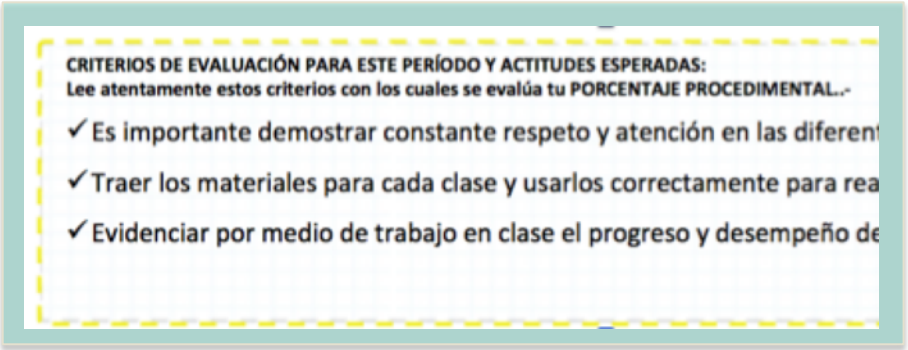 CRITERIOS DE EVALUACIÓN PARA ESTE PERÍODO Y ACTITUDES ESPERADAS:
Lee atentamente estos criterios con los cuales se evalúa tu PORCENTAJE PROCEDIMENTAL..-
✓Es importante demostrar constante respeto y atención en las diferent
✓Traer los materiales para cada clase y usarlos correctamente para rea
✓Evidenciar por medio de trabajo en clase el progreso y desempeño de